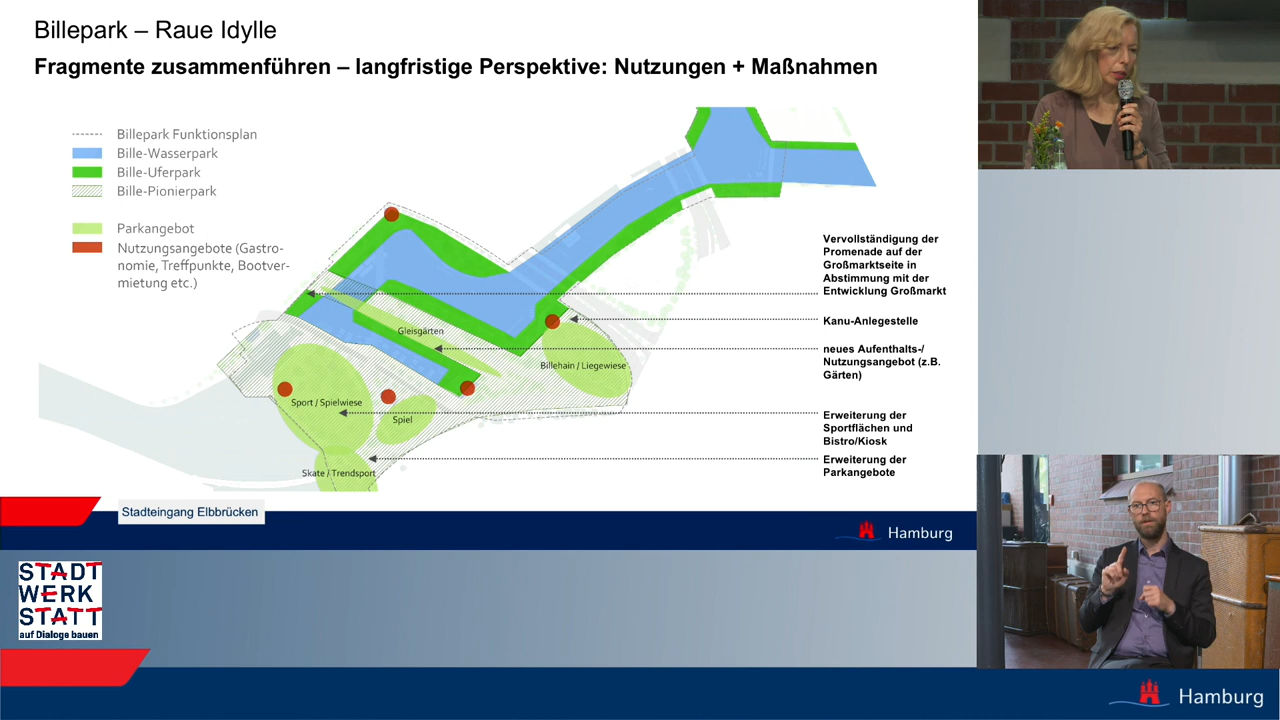 Billepark – Raue Idylle
Fragmente zusammenführen – langfristige Perspektive: Nutzungen + Maßnahmen
Billepark Funktionsplan
Bille-Wasserpark
Bille-Uferpark
Bille-Pionierpark
Parkangebot
Nutzungsangebote (Gastro-
nomie, Treffpunkte, Bootver-
mietung etc.)
Vervollständigung der
Promenade auf der
Großmarktseite in
Abstimmung mit der
Entwicklung Großmarkt
Kanu-Anlegestelle
neues Aufenthalts-/
Nutzungsangebot (z.B.
Gärten)
Erweiterung der
Sportflächen und
Bistro/Kiosk
Erweiterung der
Parkangebote
Gleisgärten
Billehain / Liegewiese
Sport / Spielwiese
Spiel
Skate / Trendsport
Stadteingang Elbbrücken
Hamburg
STADT
WERK
STATT
auf Dialoge bauen
Hamburg